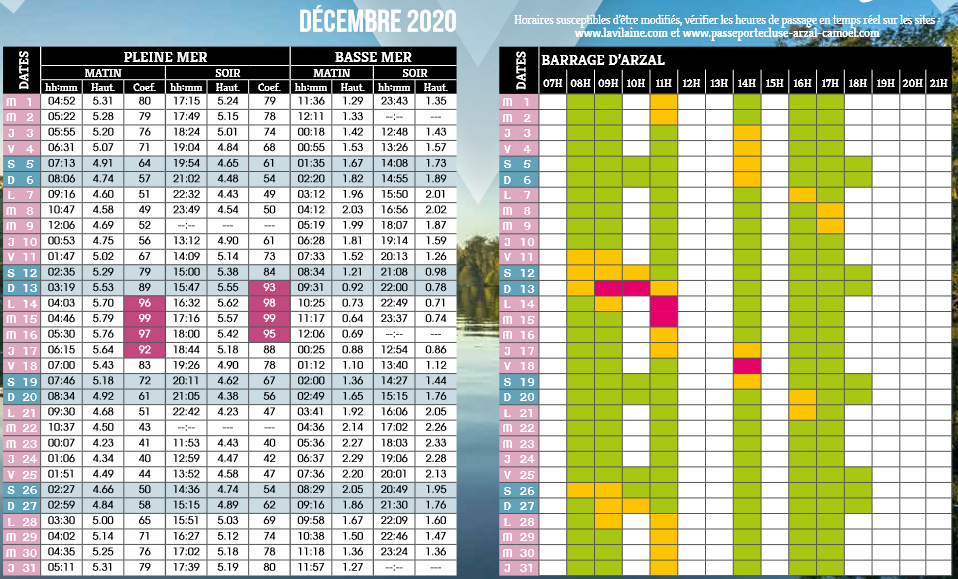 DÉCEMBRE 2020
Horaires susceptibles d'être modifiés, vérifier les heures de passage en temps réel sur les sites :
www.lavilaine.com et www.passeportecluse-arzal-camoel.com
DATES PLEINE MER BASSE MER
MATIN SOIR MATIN SOIR
hh:mm Haut. Coef. hh:mm Haut. Coef. hh:mm Haut. hh:mm Haut.
M 1 04:52 5.31 80 17:15 5.24 79 11:36 1.29 23:43 1.35
M 2 05:22 5.28 79 17:49 5.15 78 12:11 1.33 --:-- ---
J 3 05:55 5.20 76 18:24 5.01 74 00:18 1.42 12:48 1.43
V 4 06:31 5.07 71 19:04 4.84 68 00:55 1.53 13:26 1.57
S 5 07:13 4.91 64 19:54 4.65 61 01:35 1.67 14:08 1.73
D 6 08:06 4.74 57 21:02 4.48 54 02:20 1.82 14:55 1.89
L 7 09:16 4.60 51 22:32 4.43 49 03:12 1.96 15:50 2.01
M 8 10:47 4.58 49 23:49 4.54 50 04:12 2.03 16:56 2.02
M 9 12:06 4.69 52 --:-- --- --- 05:19 1.99 18:07 1.87
J 10 00:53 4.75 56 13:12 4.90 61 06:28 1.81 19:14 1.59
V 11 01:47 5.02 67 14:09 5.14 73 07:33 1.52 20:13 1.26
S 12 02:35 5.29 79 15:00 5.38 84 08:34 1.21 21:08 0.98
D 13 03:19 5.53 89 15:47 5.55 93 09:31 0.92 22:00 0.78
L 14 04:03 5.70 96 16:32 5.62 98 10:25 0.73 22:49 0.71
M 15 04:46 5.79 99 17:16 5.57 99 11:17 0.64 23:37 0.74
M 16 05:30 5.76 97 18:00 5.42 95 12:06 0.69 --:-- ---
J 17 06:15 5.64 92 18:44 5.18 88 00:25 0.88 12:54 0.86
V 18 07:00 5.43 83 19:26 4.90 78 01:12 1.10 13:40 1.12
S 19 07:46 5.18 72 20:11 4.62 67 02:00 1.36 14:27 1.44
D 20 08:34 4.92 61 21:05 4.38 56 02:49 1.65 15:15 1.76
L 21 09:30 4.68 51 22:42 4.23 47 03:41 1.92 16:06 2.05
M 22 10:37 4.50 43 --:-- --- --- 04:36 2.14 17:02 2.26
M 23 00:07 4.23 41 11:53 4.43 40 05:36 2.27 18:03 2.33
J 24 01:06 4.34 40 12:59 4.47 42 06:37 2.29 19:06 2.28
V 25 01:51 4.49 44 13:52 4.58 47 07:36 2.20 20:01 2.13
S 26 02:27 4.66 50 14:36 4.74 54 08:29 2.05 20:49 1.95
D 27 02:59 4.84 58 15:15 4.89 62 09:16 1.86 21:30 1.76
L 28 03:30 5.00 65 15:51 5.03 69 09:58 1.67 22:09 1.60
M 29 04:02 5.14 71 16:27 5.12 74 10:38 1.50 22:46 1.47
M 30 04:35 5.25 76 17:02 5.18 78 11:18 1.36 23:24 1.36
J 31 05:11 5.31 79 17:39 5.19 80 11:57 1.27 --:-- ---
DATES BARRAGE D'ARZAL
07H 08H 09H 10H 11H 12H 13H 14H 15H 16H 17H 18H 19H 20H 21H
M 1
M 2
J 3
V 4
S 5
D 6
L 7
M 8
M 9
J 10
V 11
S 12
D 13
L 14
M 15
M 16
J 17
V 18
S 19
D 20
L 21
M 22
M 23
J 24
V 25
S 26
D 27
L 28
M 29
M 30
J 31